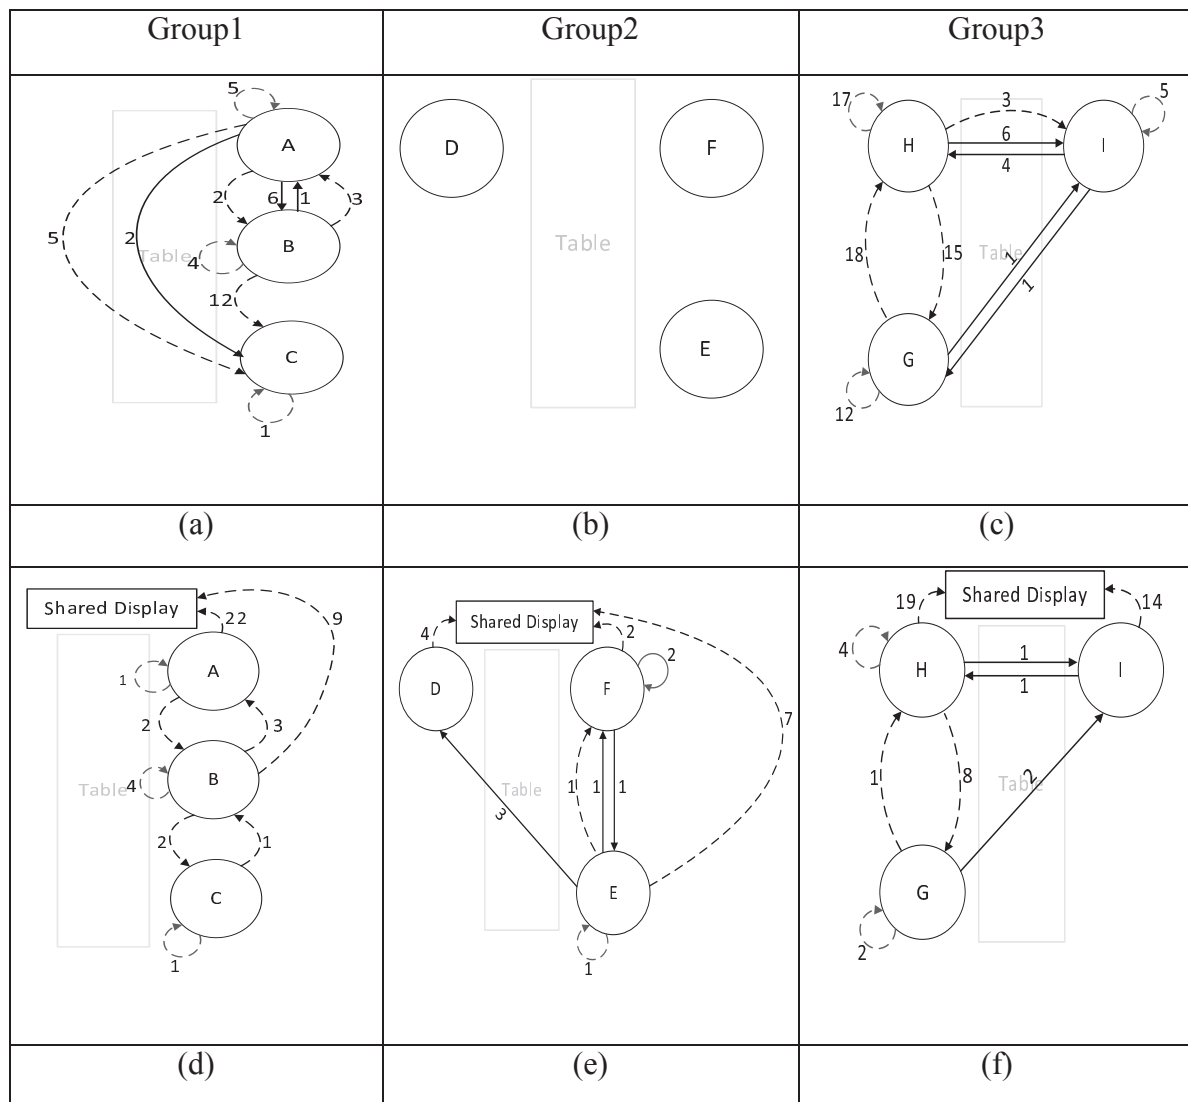 Group1 Group2 Group3
5
A
2 6 1 3
5 2 B
Table
4
12
C
1
D F
Table
E
17 3 5
H 6 I
4
18 15 Table 1
1
G
12
(a) (b) (c)
Shared Display
22 9
A
1
2 3
B
Table 4
2 1
C
1
4 Shared Display 2
D F 2
7
1 1 1
Table
3
E
1
19 Shared Display 14
4 H 1 I
1
1 8 2
Table
G
2
(d) (e) (f)